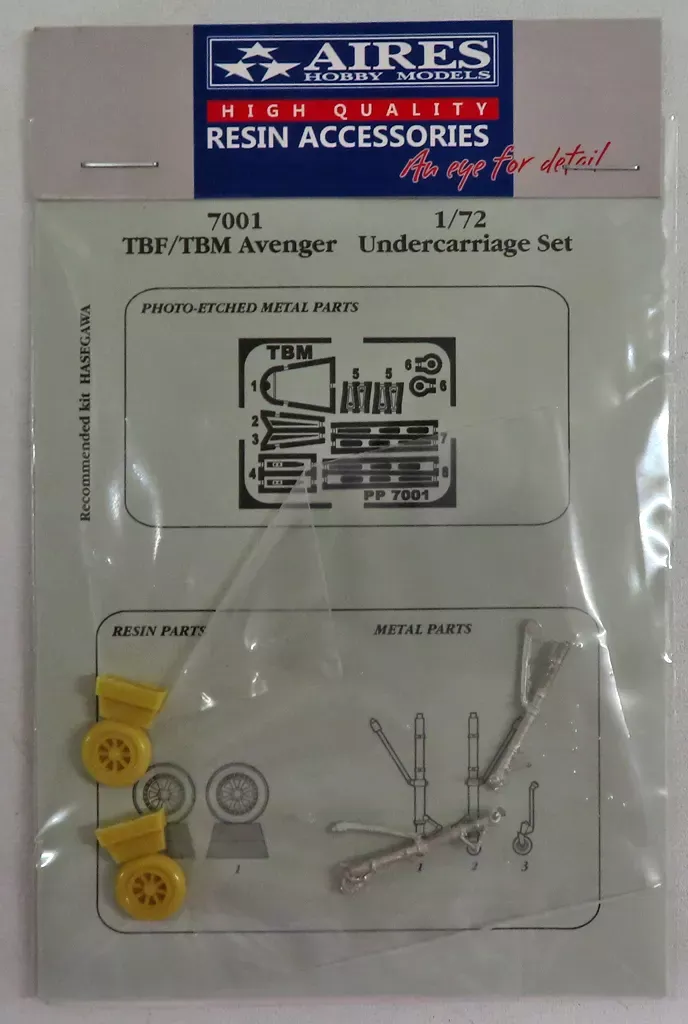 AIRES
HOBBY MODELS
HIGH QUALITY
RESIN ACCESSORIES
An eye for detail
7001 1/72
TBF/TBM Avenger Undercarriage Set
Recommended kit HASEGAWA
PHOTO-ETCHED METAL PARTS
TBM
1
5 5
6
6
2
3
7
4
8
PP 7001
RESIN PARTS
METAL PARTS
1
1
2
3